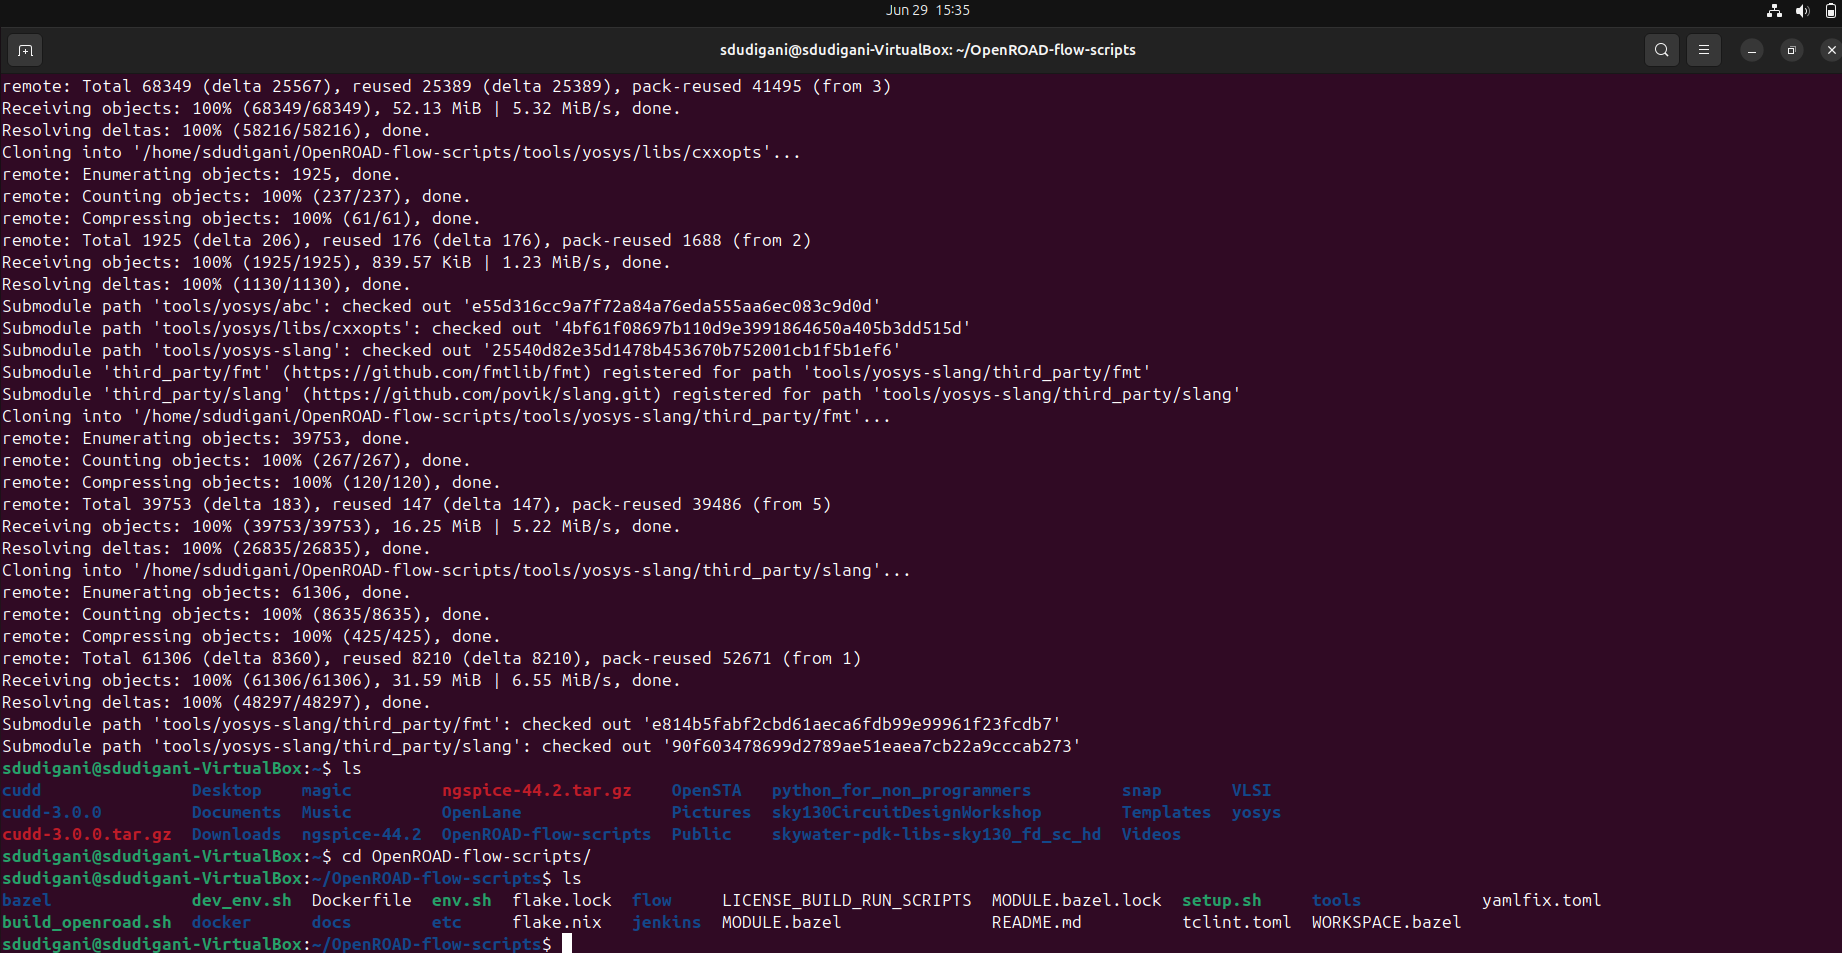 Jun 29 15:35
sdudigani@sdudigani-VirtualBox: ~/OpenROAD-flow-scripts
remote: Total 68349 (delta 25567), reused 25389 (delta 25389), pack-reused 41495 (from 3)
Receiving objects: 100% (68349/68349), 52.13 MiB | 5.32 MiB/s, done.
Resolving deltas: 100% (58216/58216), done.
Cloning into '/home/sdudigani/OpenROAD-flow-scripts/tools/yosys/libs/cxxopts'...
remote: Enumerating objects: 1925, done.
remote: Counting objects: 100% (237/237), done.
remote: Compressing objects: 100% (61/61), done.
remote: Total 1925 (delta 206), reused 176 (delta 176), pack-reused 1688 (from 2)
Receiving objects: 100% (1925/1925), 839.57 KiB | 1.23 MiB/s, done.
Resolving deltas: 100% (1130/1130), done.
Submodule path 'tools/yosys/abc': checked out 'e55d316cc9a7f72a84a76eda555aa6ec083c9d0d'
Submodule path 'tools/yosys/libs/cxxopts': checked out '4bf61f08697b110d9e3991864650a405b3dd515d'
Submodule path 'tools/yosys-slang': checked out '25540d82e35d1478b453670b752001cb1f5b1ef6'
Submodule 'third_party/fmt' (https://github.com/fmtlib/fmt) registered for path 'tools/yosys-slang/third_party/fmt'
Submodule 'third_party/slang' (https://github.com/povik/slang.git) registered for path 'tools/yosys-slang/third_party/slang'
Cloning into '/home/sdudigani/OpenROAD-flow-scripts/tools/yosys-slang/third_party/fmt'...
remote: Enumerating objects: 39753, done.
remote: Counting objects: 100% (267/267), done.
remote: Compressing objects: 100% (120/120), done.
remote: Total 39753 (delta 183), reused 147 (delta 147), pack-reused 39486 (from 5)
Receiving objects: 100% (39753/39753), 16.25 MiB | 5.22 MiB/s, done.
Resolving deltas: 100% (26835/26835), done.
Cloning into '/home/sdudigani/OpenROAD-flow-scripts/tools/yosys-slang/third_party/slang'...
remote: Enumerating objects: 61306, done.
remote: Counting objects: 100% (8635/8635), done.
remote: Compressing objects: 100% (425/425), done.
remote: Total 61306 (delta 8360), reused 8210 (delta 8210), pack-reused 52671 (from 1)
Receiving objects: 100% (61306/61306), 31.59 MiB | 6.55 MiB/s, done.
Resolving deltas: 100% (48297/48297), done.
Submodule path 'tools/yosys-slang/third_party/fmt': checked out 'e814b5fabf2cbd61aeca6fdb99e99961f23fcdb7'
Submodule path 'tools/yosys-slang/third_party/slang': checked out '90f603478699d2789ae51eaea7cb22a9cccab273'
sdudigani@sdudigani-VirtualBox:~$ ls
cudd Desktop magic ngspice-44.2.tar.gz OpenSTA python_for_non_programmers snap VLSI
cudd-3.0.0 Documents Music OpenLane Pictures sky130CircuitDesignWorkshop Templates yosys
cudd-3.0.0.tar.gz Downloads ngspice-44.2 OpenROAD-flow-scripts Public skywater-pdk-libs-sky130_fd_sc_hd Videos
sdudigani@sdudigani-VirtualBox:~$ cd OpenROAD-flow-scripts/
sdudigani@sdudigani-VirtualBox:~/OpenROAD-flow-scripts$ ls
bazel dev_env.sh Dockerfile env.sh flake.lock flow LICENSE_BUILD_RUN_SCRIPTS MODULE.bazel.lock setup.sh tools yamlfix.toml
build_openroad.sh docker docs etc flake.nix jenkins MODULE.bazel README.md tclint.toml WORKSPACE.bazel
sdudigani@sdudigani-VirtualBox:~/OpenROAD-flow-scripts$